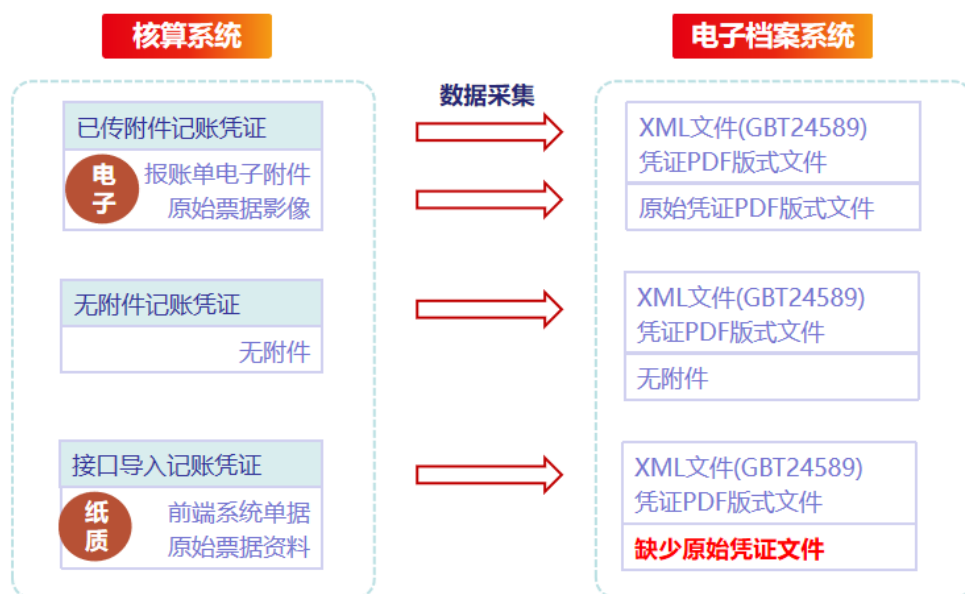 核算系统
电子档案系统
数据采集
已传附件记账凭证
电子
报账单电子附件
原始票据影像
XML文件(GBT24589)
凭证PDF版式文件
原始凭证PDF版式文件
无附件记账凭证
无附件
XML文件(GBT24589)
凭证PDF版式文件
无附件
接口导入记账凭证
纸质
前端系统单据
原始票据资料
XML文件(GBT24589)
凭证PDF版式文件
缺少原始凭证文件